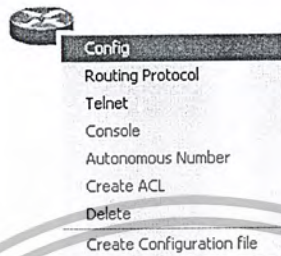 Config
Routing Protocol
Telnet
Console
Autonomous Number
Create ACL
Delete
Create Configuration file